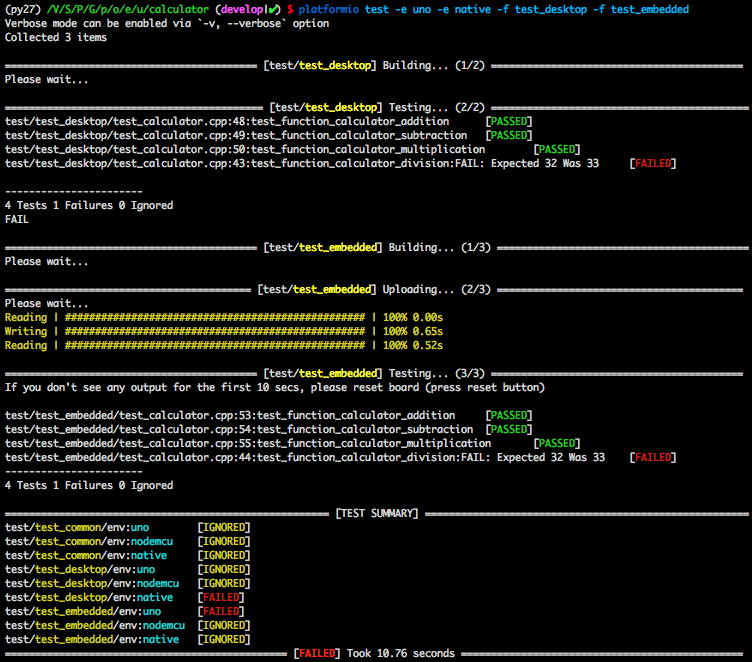 (py27) /V/S/P/G/p/o/e/u/calculator (develop|✔) $ platformio test -e uno -e native -f test_desktop -f test_embedded
Verbose mode can be enabled via `-v, --verbose` option
Collected 3 items
========================================== [test/test_desktop] Building... (1/2) ==========================================
Please wait...
=========================================== [test/test_desktop] Testing... (2/2) ==========================================
test/test_desktop/test_calculator.cpp:48:test_function_calculator_addition [PASSED]
test/test_desktop/test_calculator.cpp:49:test_function_calculator_subtraction [PASSED]
test/test_desktop/test_calculator.cpp:50:test_function_calculator_multiplication [PASSED]
test/test_desktop/test_calculator.cpp:43:test_function_calculator_division:FAIL: Expected 32 Was 33 [FAILED]
-----------------------
4 Tests 1 Failures 0 Ignored
FAIL
========================================== [test/test_embedded] Building... (1/3) ==========================================
Please wait...
========================================= [test/test_embedded] Uploading... (2/3) =========================================
Please wait...
Reading | ################################################## | 100% 0.00s
Writing | ################################################## | 100% 0.65s
Reading | ################################################## | 100% 0.52s
========================================== [test/test_embedded] Testing... (3/3) ==========================================
If you don't see any output for the first 10 secs, please reset board (press reset button)
test/test_embedded/test_calculator.cpp:53:test_function_calculator_addition [PASSED]
test/test_embedded/test_calculator.cpp:54:test_function_calculator_subtraction [PASSED]
test/test_embedded/test_calculator.cpp:55:test_function_calculator_multiplication [PASSED]
test/test_embedded/test_calculator.cpp:44:test_function_calculator_division:FAIL: Expected 32 Was 33 [FAILED]
-----------------------
4 Tests 1 Failures 0 Ignored
====================================================== [TEST SUMMARY] ======================================================
test/test_common/env:uno [IGNORED]
test/test_common/env:nodemcu [IGNORED]
test/test_common/env:native [IGNORED]
test/test_desktop/env:uno [IGNORED]
test/test_desktop/env:nodemcu [IGNORED]
test/test_desktop/env:native [FAILED]
test/test_embedded/env:uno [FAILED]
test/test_embedded/env:nodemcu [IGNORED]
test/test_embedded/env:native [IGNORED]
=============================================== [FAILED] Took 10.76 seconds ===============================================